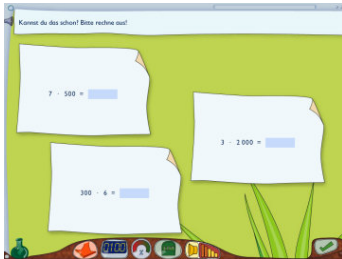 Kannst du das schon? Bitte rechne aus!
7 · 500 =
3 · 2 000 =
300 · 6 =